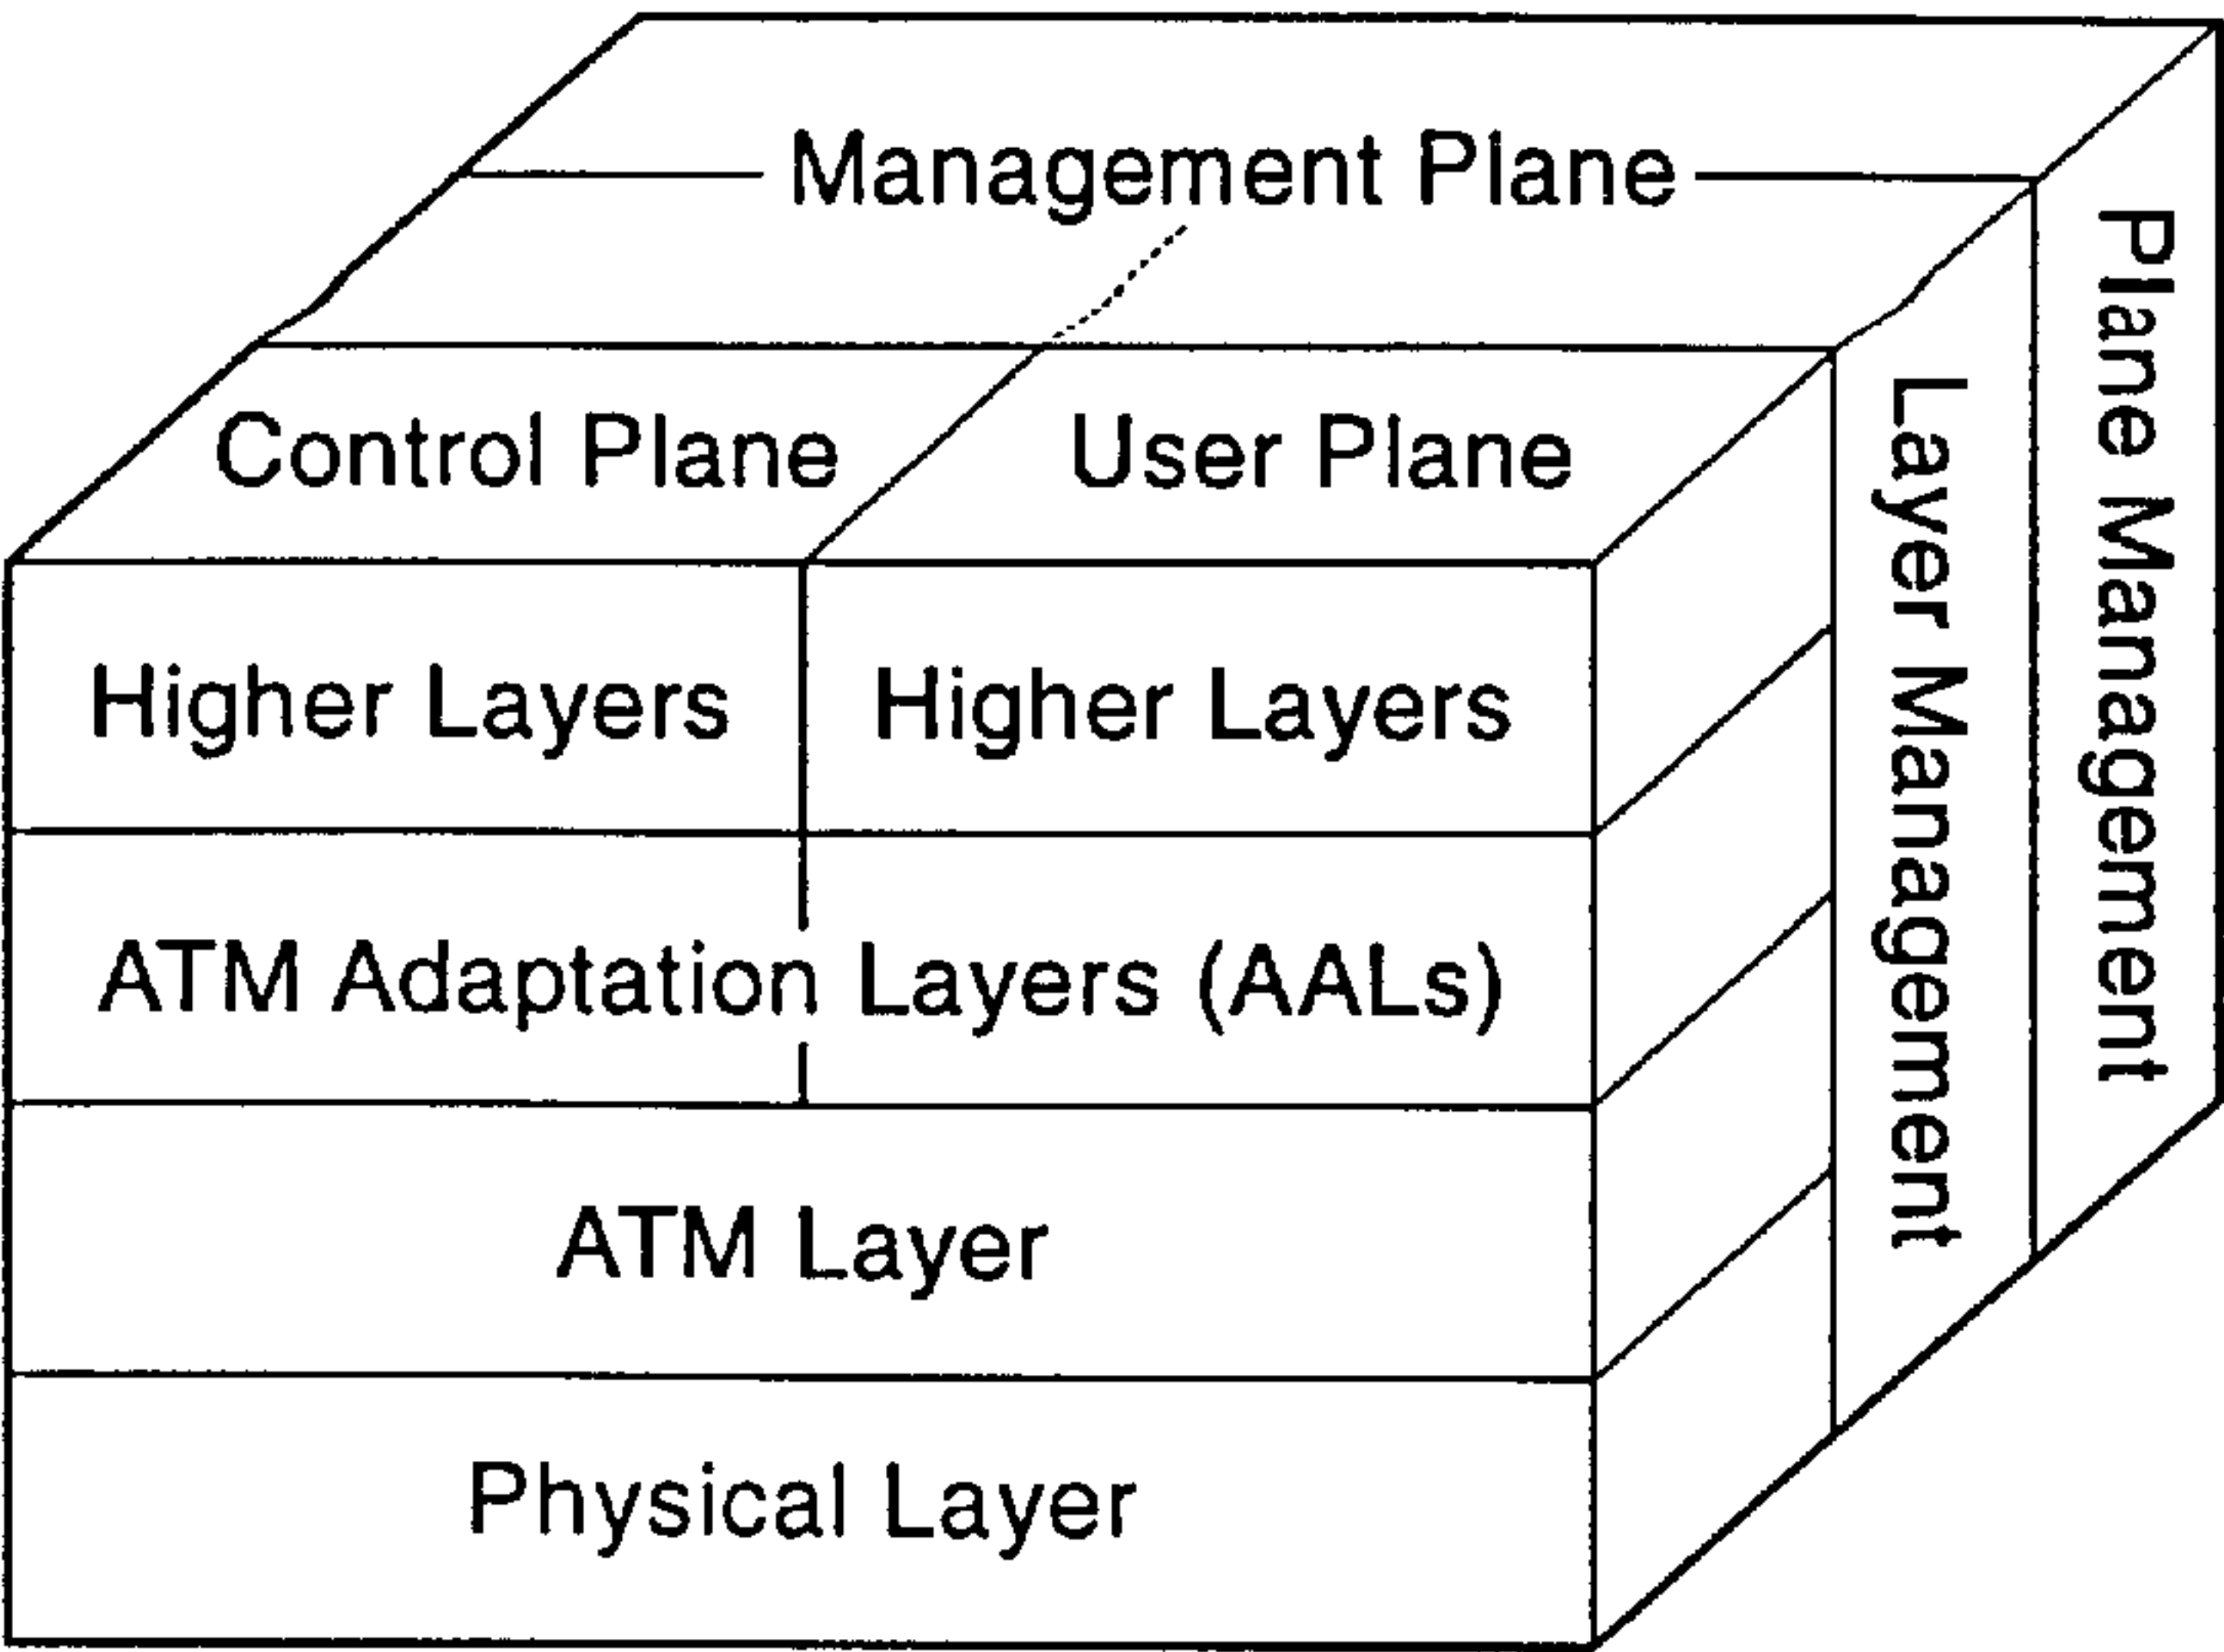 Management Plane
Control Plane
User Plane
Higher Layers
Higher Layers
ATM Adaptation Layers (AALs)
ATM Layer
Physical Layer
Layer Management
Plane Management